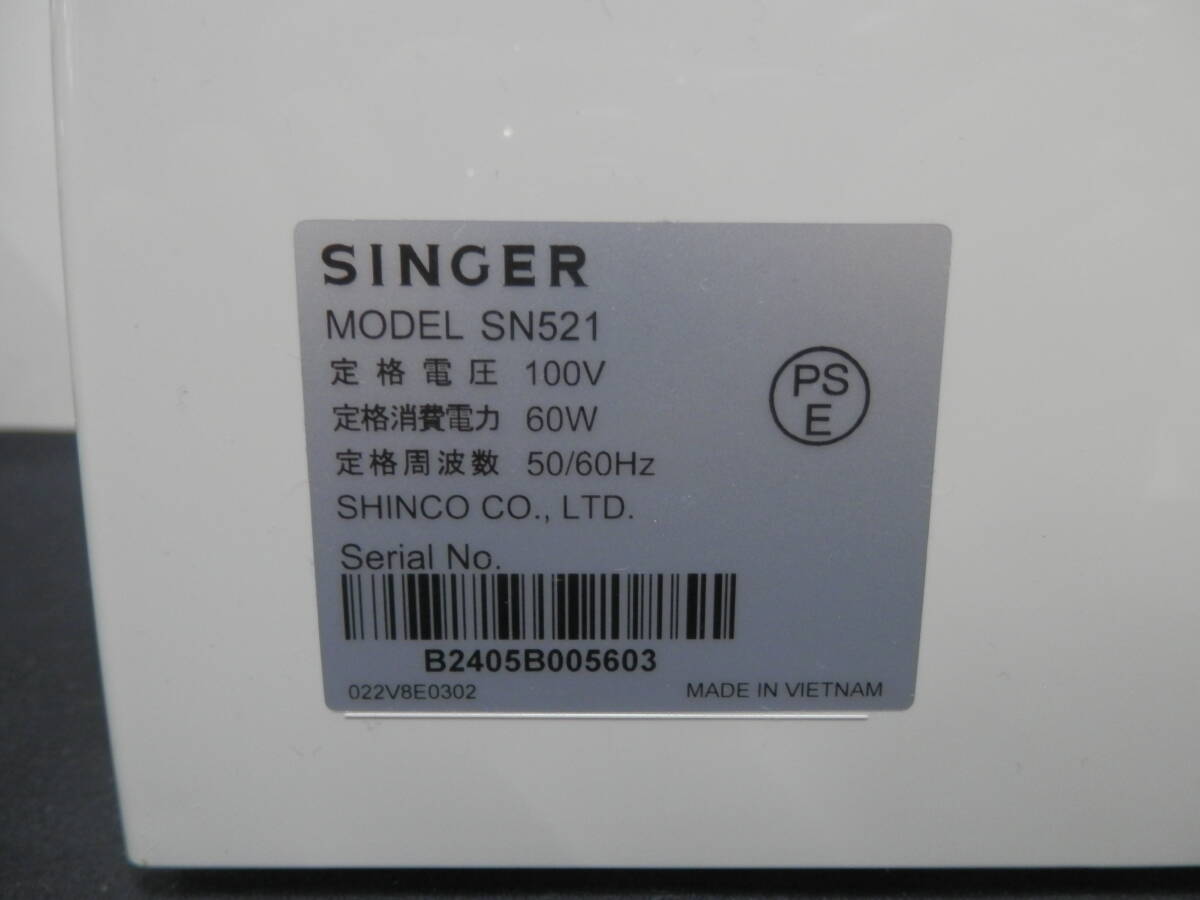 SINGER
MODEL SN521
定格電圧 100V
定格消費電力 60W
定格周波数 50/60Hz
PS
E
SHINCO CO., LTD.
Serial No.
B2405B005603
022V8E0302 MADE IN VIETNAM